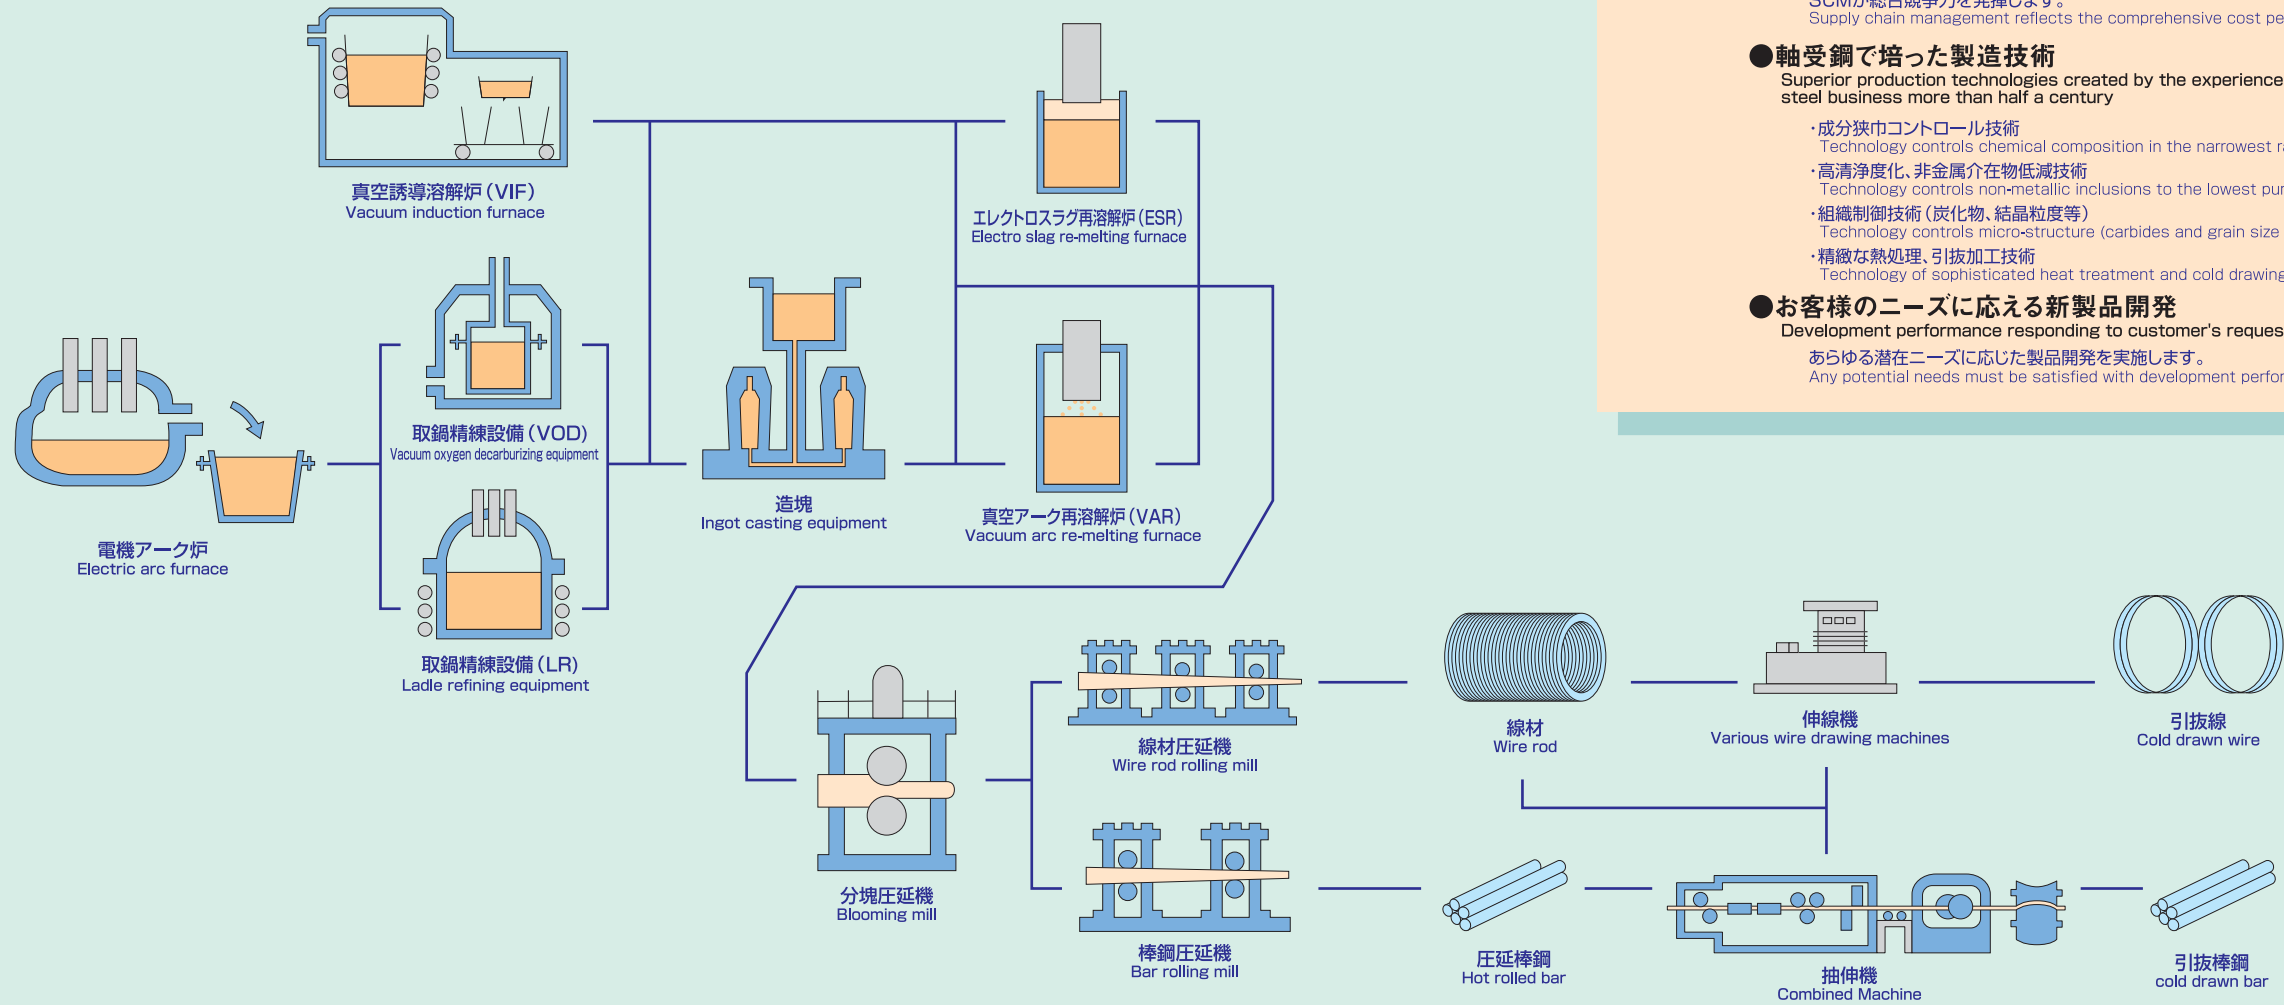 SCMが総合競争力を発揮します。
Supply chain management reflects the comprehensive cost pe
●軸受鋼で培った製造技術
Superior production technologies created by the experience
steel business more than half a century
・成分狭巾コントロール技術
Technology controls chemical composition in the narrowest ra
・高清浄度化、非金属介在物低減技術
Technology controls non-metallic inclusions to the lowest pur
・組織制御技術（炭化物、結晶粒度等）
Technology controls micro-structure (carbides and grain size
・精緻な熱処理、引抜加工技術
Technology of sophisticated heat treatment and cold drawing
●お客様のニーズに応える新製品開発
Development performance responding to customer's reques
あらゆる潜在ニーズに応じた製品開発を実施します。
Any potential needs must be satisfied with development perfor
真空誘導溶解炉（VIF）
Vacuum induction furnace
エレクトロスラグ再溶解炉（ESR）
Electro slag re-melting furnace
取鍋精練設備（VOD）
Vacuum oxygen decarburizing equipment
造塊
Ingot casting equipment
真空アーク再溶解炉（VAR）
Vacuum arc re-melting furnace
電機アーク炉
Electric arc furnace
取鍋精練設備（LR）
Ladle refining equipment
線材圧延機
Wire rod rolling mill
線材
Wire rod
伸線機
Various wire drawing machines
引抜線
Cold drawn wire
分塊圧延機
Blooming mill
棒鋼圧延機
Bar rolling mill
圧延棒鋼
Hot rolled bar
抽伸機
Combined Machine
引抜棒鋼
cold drawn bar